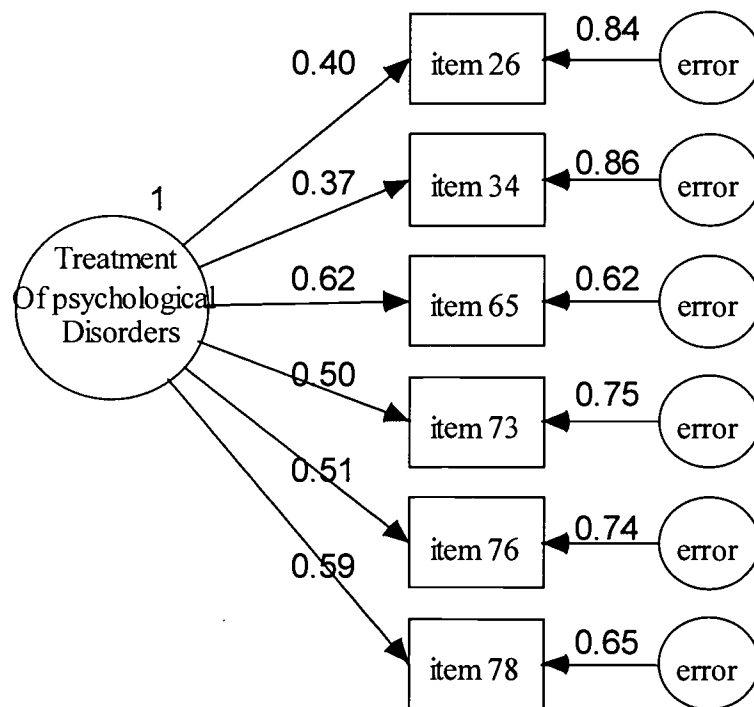 0.40
item 26
0.84
error
1
0.37
item 34
0.86
error
Treatment
Of psychological
Disorders
0.62
item 65
0.62
error
0.50
item 73
0.75
error
0.51
item 76
0.74
error
0.59
item 78
0.65
error